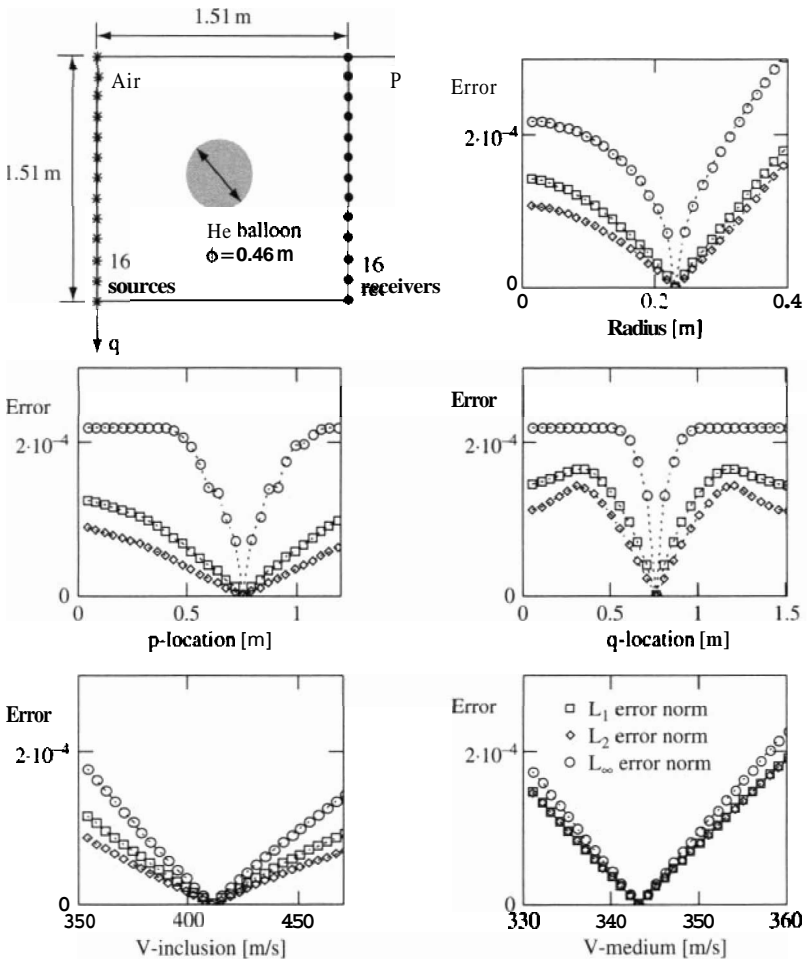 1.51 m
Air
P
1.51 m
He balloon
ϕ=0.46 m
16
sources
16
receivers
q
Error
2·10⁻⁴
0
0
0.2
0.4
Radius [m]
Error
2·10⁻⁴
0
0
0.5
1
p-location [m]
Error
2·10⁻⁴
0
0
0.5
1
1.5
q-location [m]
Error
2·10⁻⁴
0
350
400
450
V-inclusion [m/s]
Error
2·10⁻⁴
0
L₁ error norm
L₂ error norm
L∞ error norm
330
340
350
360
V-medium [m/s]